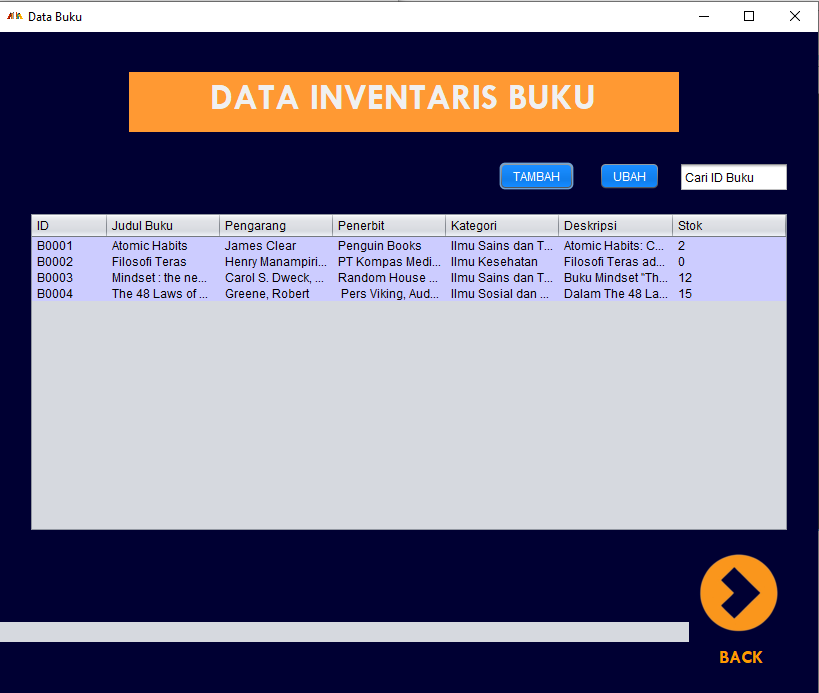 Data Buku
DATA INVENTARIS BUKU
TAMBAH UBAH Cari ID Buku
ID Judul Buku Pengarang Penerbit Kategori Deskripsi Stok
B0001 Atomic Habits James Clear Penguin Books Ilmu Sains dan T... Atomic Habits: C... 2
B0002 Filosofi Teras Henry Manampiri... PT Kompas Medi... Ilmu Kesehatan Filosofi Teras ad... 0
B0003 Mindset : the ne... Carol S. Dweck, ... Random House ... Ilmu Sains dan T... Buku Mindset "Th... 12
B0004 The 48 Laws of ... Greene, Robert Pers Viking, Aud... Ilmu Sosial dan ... Dalam The 48 La... 15
BACK